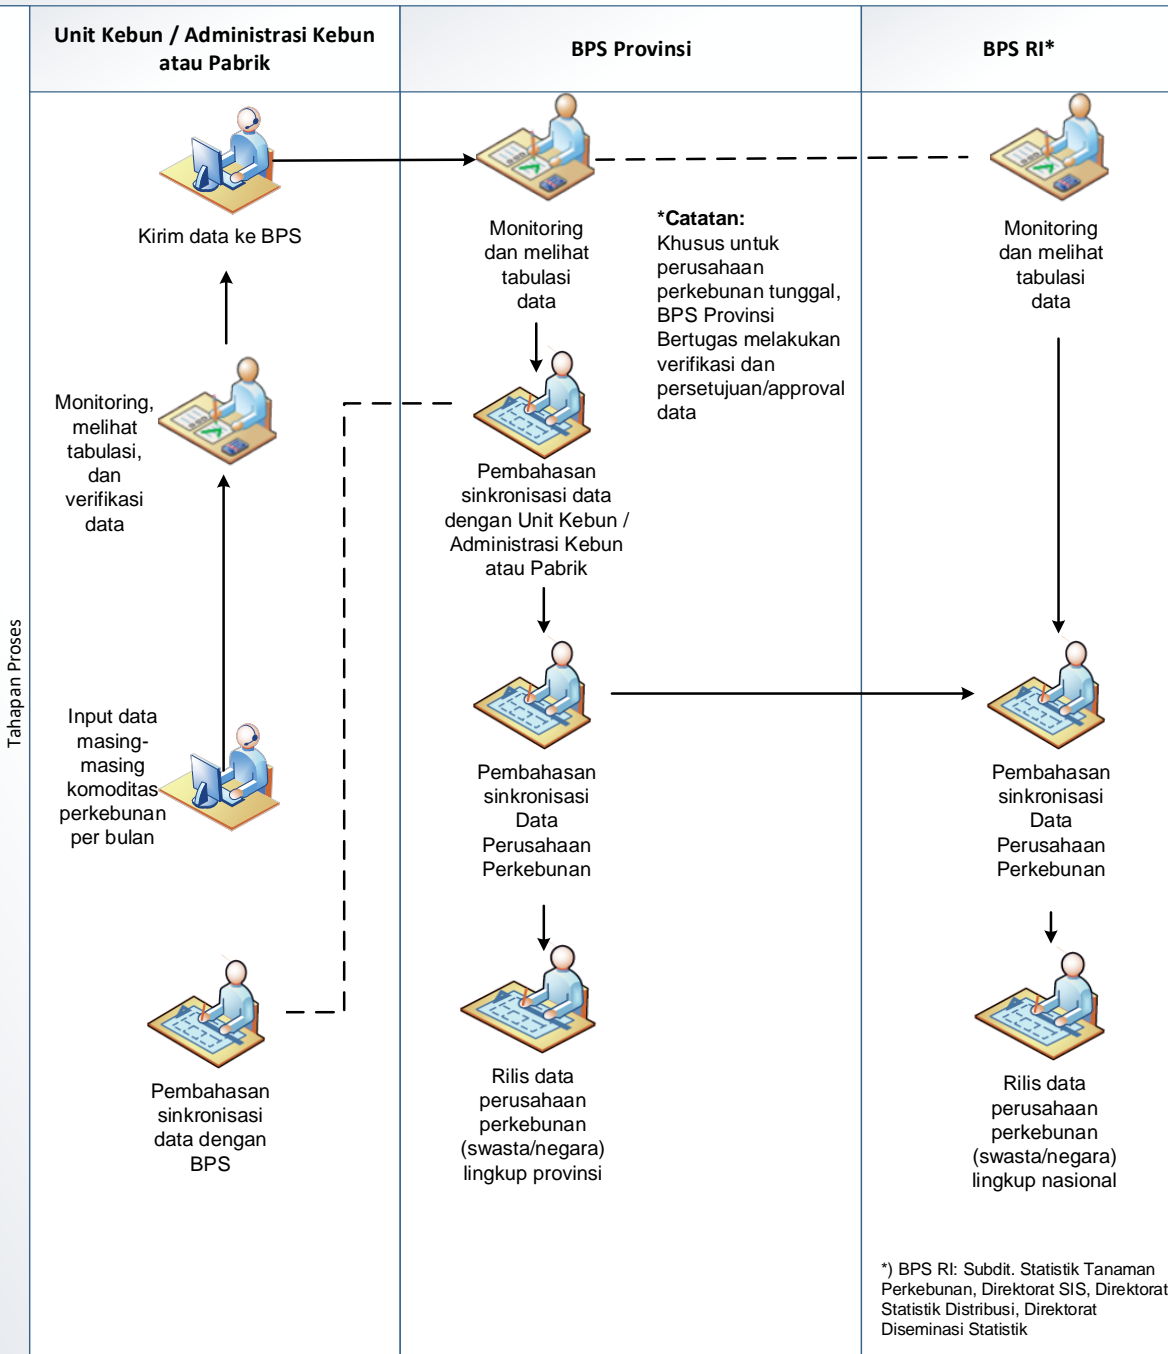 Unit Kebun / Administrasi Kebun
atau Pabrik
BPS Provinsi
BPS RI*
Tahapan Proses
Kirim data ke BPS
Monitoring,
melihat
tabulasi,
dan
verifikasi
data
Input data
masing-
masing
komoditas
perkebunan
per bulan
Pembahasan
sinkronisasi
data dengan
BPS
Monitoring
dan melihat
tabulasi
data
*Catatan:
Khusus untuk
perusahaan
perkebunan tunggal,
BPS Provinsi
Bertugas melakukan
verifikasi dan
persetujuan/approval
data
Pembahasan
sinkronisasi data
dengan Unit Kebun /
Administrasi Kebun
atau Pabrik
Pembahasan
sinkronisasi
Data
Perusahaan
Perkebunan
Rilis data
perusahaan
perkebunan
(swasta/negara)
lingkup provinsi
Monitoring
dan melihat
tabulasi
data
Pembahasan
sinkronisasi
Data
Perusahaan
Perkebunan
Rilis data
perusahaan
perkebunan
(swasta/negara)
lingkup nasional
*) BPS RI: Subdit. Statistik Tanaman
Perkebunan, Direktorat SIS, Direktorat
Statistik Distribusi, Direktorat
Diseminasi Statistik